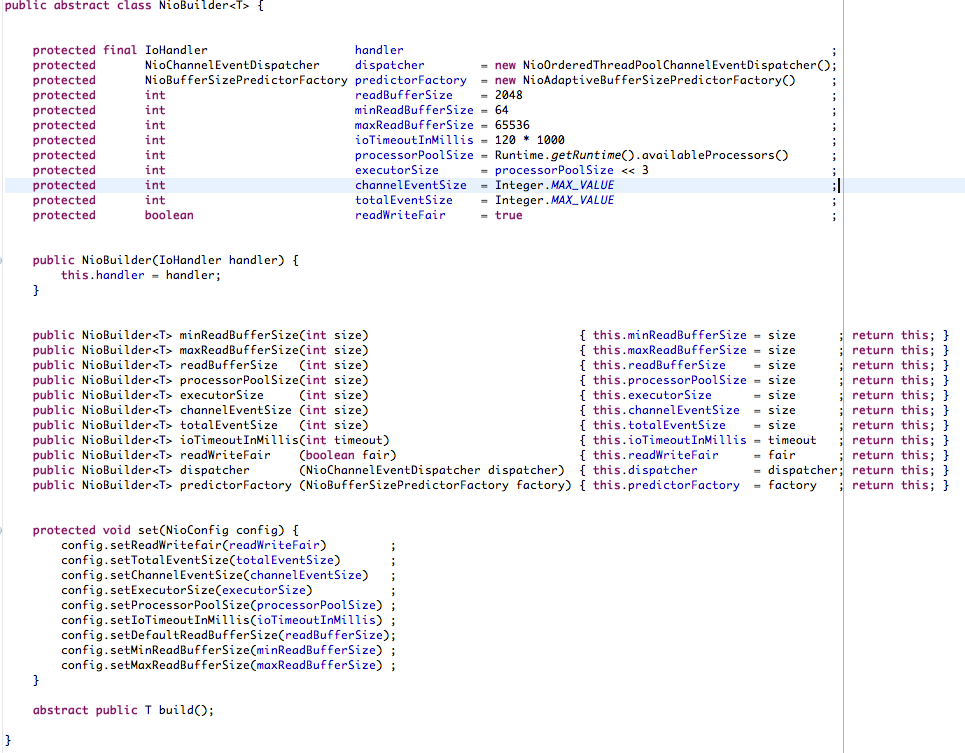 public abstract class NioBuilder<T> {
    protected final IoHandler                     handler                                                             ;
    protected       NioChannelEventDispatcher     dispatcher        = new NioOrderedThreadPoolChannelEventDispatcher();
    protected       NioBufferSizePredictorFactory predictorFactory  = new NioAdaptiveBufferSizePredictorFactory()     ;
    protected       int                           readBufferSize    = 2048                                            ;
    protected       int                           minReadBufferSize = 64                                              ;
    protected       int                           maxReadBufferSize = 65536                                           ;
    protected       int                           ioTimeoutInMillis = 120 * 1000                                      ;
    protected       int                           processorPoolSize = Runtime.getRuntime().availableProcessors()      ;
    protected       int                           executorSize      = processorPoolSize << 3                          ;
    protected       int                           channelEventSize  = Integer.MAX_VALUE                               ;
    protected       int                           totalEventSize    = Integer.MAX_VALUE                               ;
    protected       boolean                       readWriteFair     = true                                            ;
    public NioBuilder(IoHandler handler) {
        this.handler = handler;
    }
    public NioBuilder<T> minReadBufferSize(int size)                              { this.minReadBufferSize = size      ; return this; }
    public NioBuilder<T> maxReadBufferSize(int size)                              { this.maxReadBufferSize = size      ; return this; }
    public NioBuilder<T> readBufferSize   (int size)                              { this.readBufferSize    = size      ; return this; }
    public NioBuilder<T> processorPoolSize(int size)                              { this.processorPoolSize = size      ; return this; }
    public NioBuilder<T> executorSize     (int size)                              { this.executorSize      = size      ; return this; }
    public NioBuilder<T> channelEventSize (int size)                              { this.channelEventSize  = size      ; return this; }
    public NioBuilder<T> totalEventSize   (int size)                              { this.totalEventSize    = size      ; return this; }
    public NioBuilder<T> ioTimeoutInMillis(int timeout)                           { this.ioTimeoutInMillis = timeout   ; return this; }
    public NioBuilder<T> readWriteFair    (boolean fair)                          { this.readWriteFair     = fair      ; return this; }
    public NioBuilder<T> dispatcher       (NioChannelEventDispatcher dispatcher)  { this.dispatcher        = dispatcher; return this; }
    public NioBuilder<T> predictorFactory (NioBufferSizePredictorFactory factory) { this.predictorFactory  = factory   ; return this; }
    protected void set(NioConfig config) {
        config.setReadWritefair(readWriteFair)         ;
        config.setTotalEventSize(totalEventSize)       ;
        config.setChannelEventSize(channelEventSize)   ;
        config.setExecutorSize(executorSize)           ;
        config.setProcessorPoolSize(processorPoolSize) ;
        config.setIoTimeoutInMillis(ioTimeoutInMillis) ;
        config.setDefaultReadBufferSize(readBufferSize);
        config.setMinReadBufferSize(minReadBufferSize) ;
        config.setMaxReadBufferSize(maxReadBufferSize) ;
    }
    abstract public T build();
}